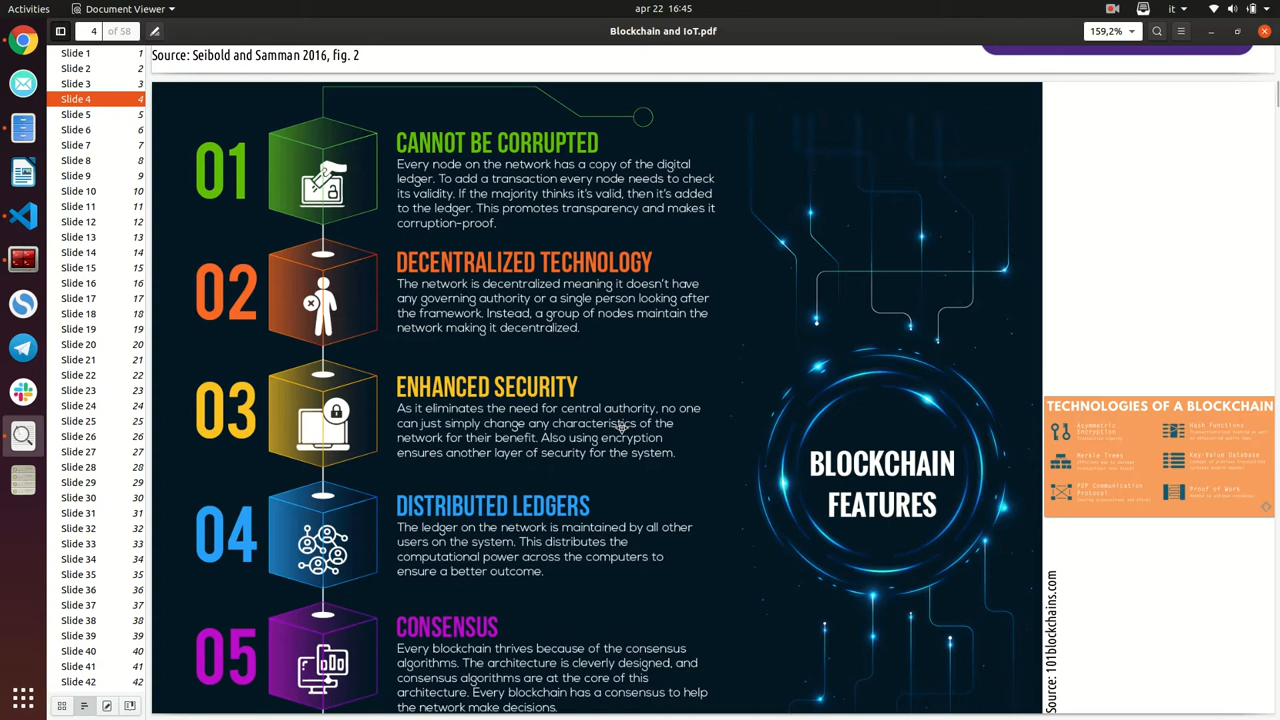 Activities
Document Viewer
apr 22 16:45
it
4 of 58
Blockchain and IoT.pdf
159,2%
Slide 1 1
Slide 2 2
Slide 3 3
Slide 4 4
Slide 5 5
Slide 6 6
Slide 7 7
Slide 8 8
Slide 9 9
Slide 10 10
Slide 11 11
Slide 12 12
Slide 13 13
Slide 14 14
Slide 15 15
Slide 16 16
Slide 17 17
Slide 18 18
Slide 19 19
Slide 20 20
Slide 21 21
Slide 22 22
Slide 23 23
Slide 24 24
Slide 25 25
Slide 26 26
Slide 27 27
Slide 28 28
Slide 29 29
Slide 30 30
Slide 31 31
Slide 32 32
Slide 33 33
Slide 34 34
Slide 35 35
Slide 36 36
Slide 37 37
Slide 38 38
Slide 39 39
Slide 40 40
Slide 41 41
Slide 42 42
Source: Seibold and Samman 2016, fig. 2
01
CANNOT BE CORRUPTED
Every node on the network has a copy of the digital
ledger. To add a transaction every node needs to check
its validity. If the majority thinks it's valid, then it's added
to the ledger. This promotes transparency and makes it
corruption-proof.
02
DECENTRALIZED TECHNOLOGY
The network is decentralized meaning it doesn't have
any governing authority or a single person looking after
the framework. Instead, a group of nodes maintain the
network making it decentralized.
03
ENHANCED SECURITY
As it eliminates the need for central authority, no one
can just simply change any characteristics of the
network for their benefit. Also using encryption
ensures another layer of security for the system.
04
DISTRIBUTED LEDGERS
The ledger on the network is maintained by all other
users on the system. This distributes the
computational power across the computers to
ensure a better outcome.
05
CONSENSUS
Every blockchain thrives because of the consensus
algorithms. The architecture is cleverly designed, and
consensus algorithms are at the core of this
architecture. Every blockchain has a consensus to help
the network make decisions.
BLOCKCHAIN
FEATURES
TECHNOLOGIES OF A BLOCKCHAIN
Asymmetric
Encryption
Hash Functions
Merkle Trees
Key-Value Database
P2P Communication
Protocol
Proof of Work
Source: 101blockchains.com